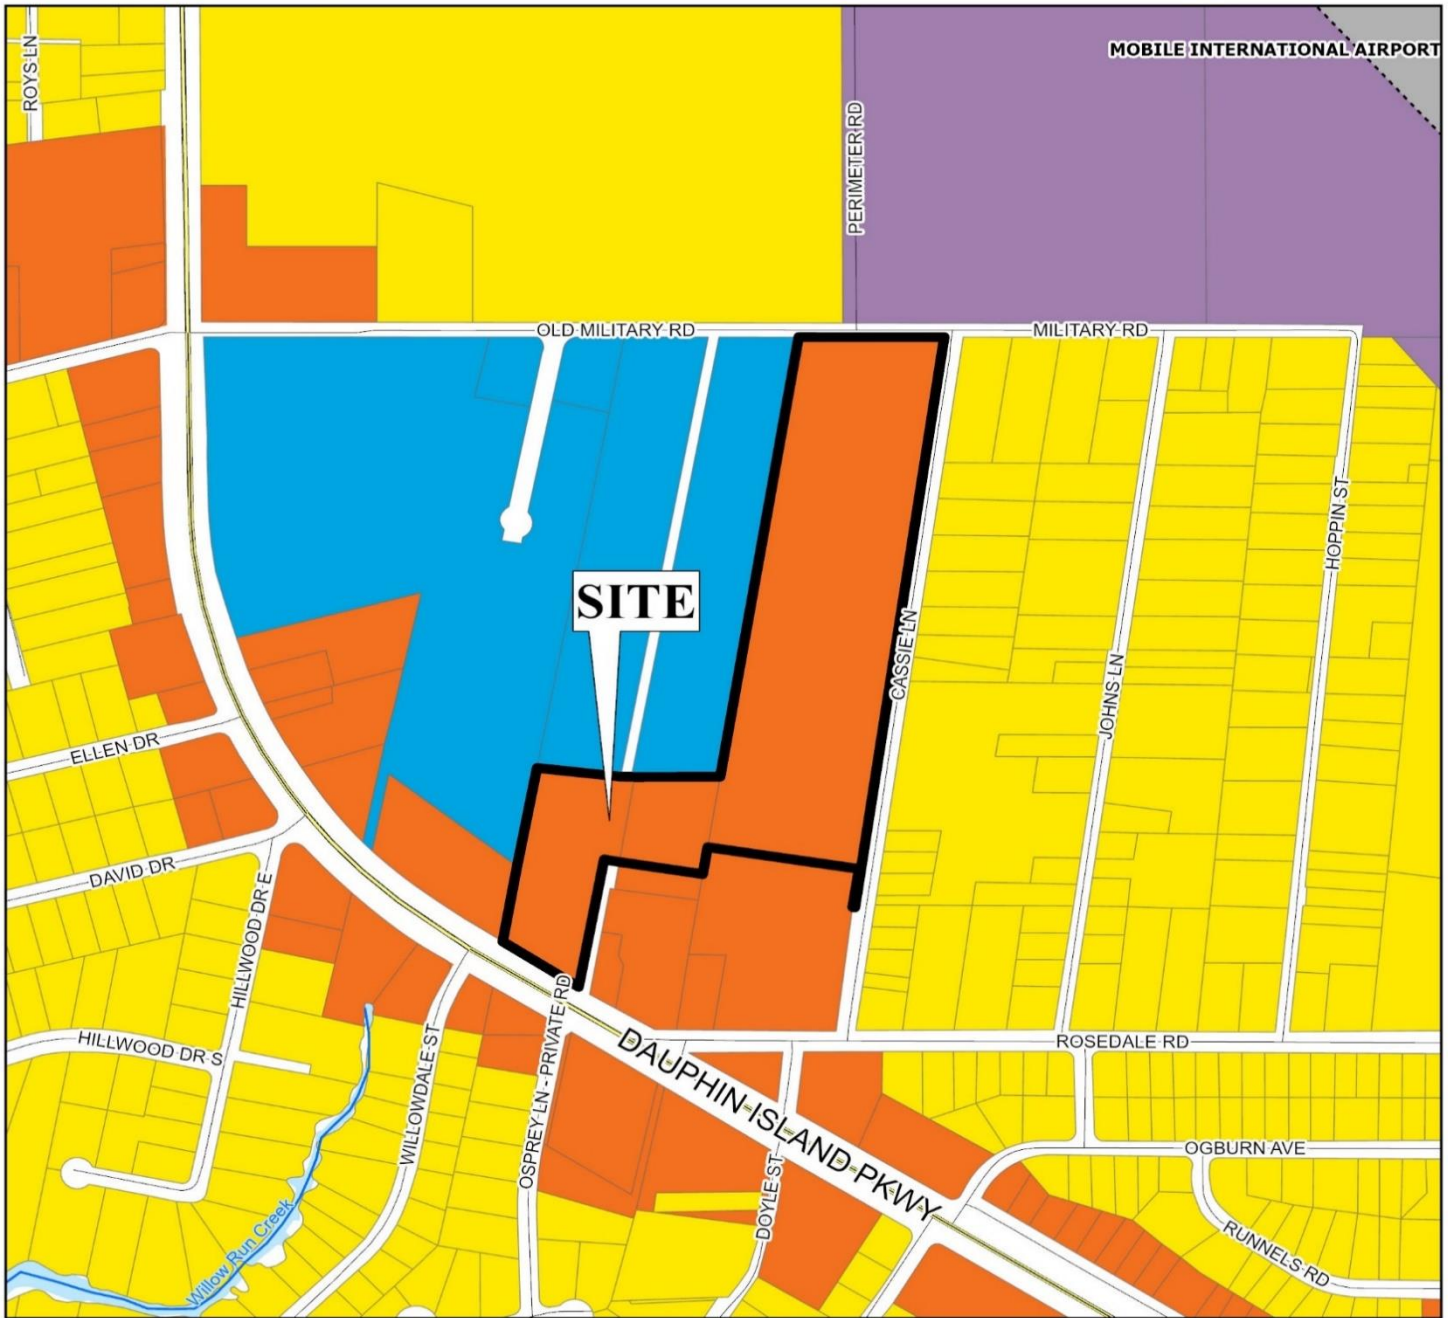 ROYS LN
MOBILE INTERNATIONAL AIRPORT
PERIMETER RD
OLD MILITARY RD
MILITARY RD
HOPPIN ST
SITE
CASSIE LN
JOHNS LN
ELLEN DR
DAVID DR
HILLWOOD DR E
HILLWOOD DR S
WILLOWDALE ST
OSPREY LN - PRIVATE RD
DAUPHIN ISLAND PKWY
ROSEDALE RD
DOYLE ST
OGBURN AVE
RUNNELS RD
Willow Run Creek